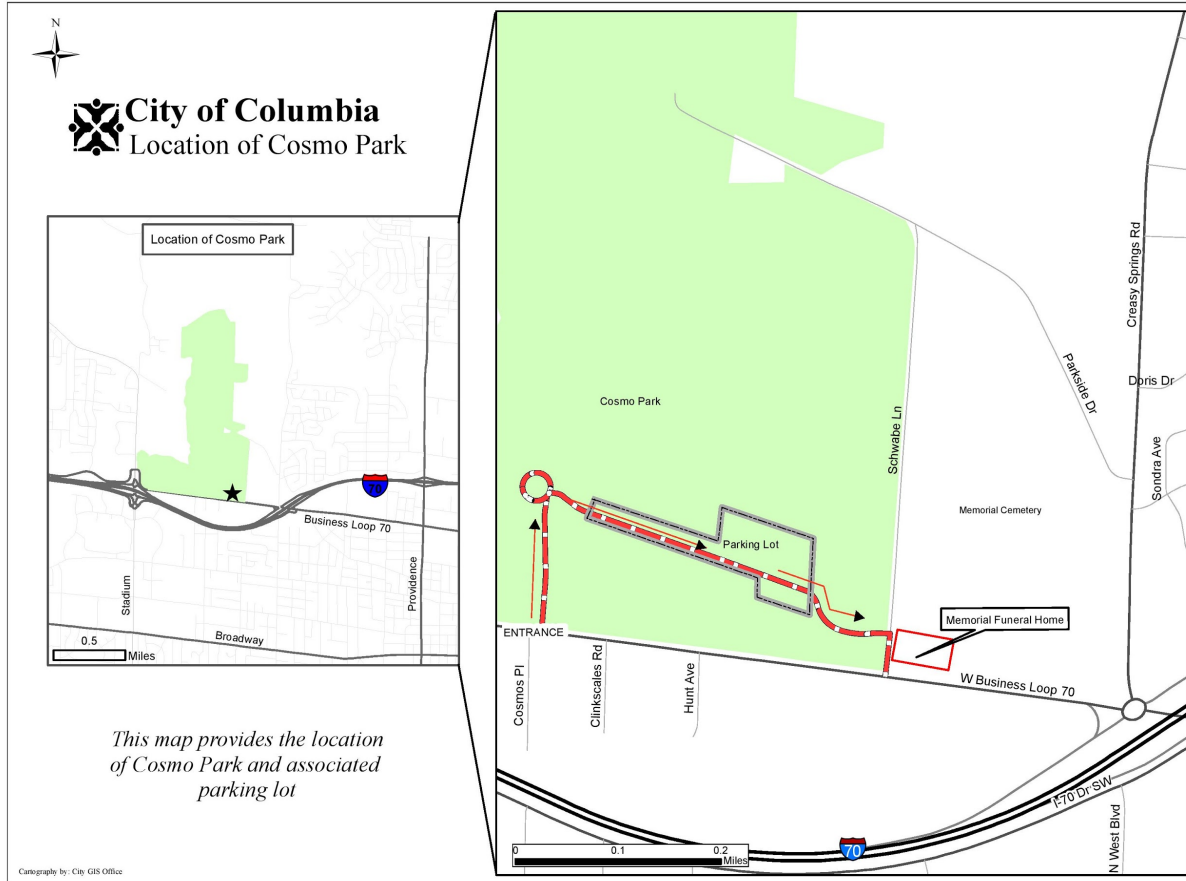 N
City of Columbia
Location of Cosmo Park
Location of Cosmo Park
70
Business Loop 70
Stadium
Providence
Broadway
0.5
Miles
This map provides the location
of Cosmo Park and associated
parking lot
Cartography by: City GIS Office
Creasy Springs Rd
Parkside Dr
Doris Dr
Sondra Ave
Cosmo Park
Schwabe Ln
Memorial Cemetery
Parking Lot
Memorial Funeral Home
ENTRANCE
Cosmos Pl
Clinkscales Rd
Hunt Ave
W Business Loop 70
I-70 Dr SW
N West Blvd
70
0 0.1 0.2
Miles